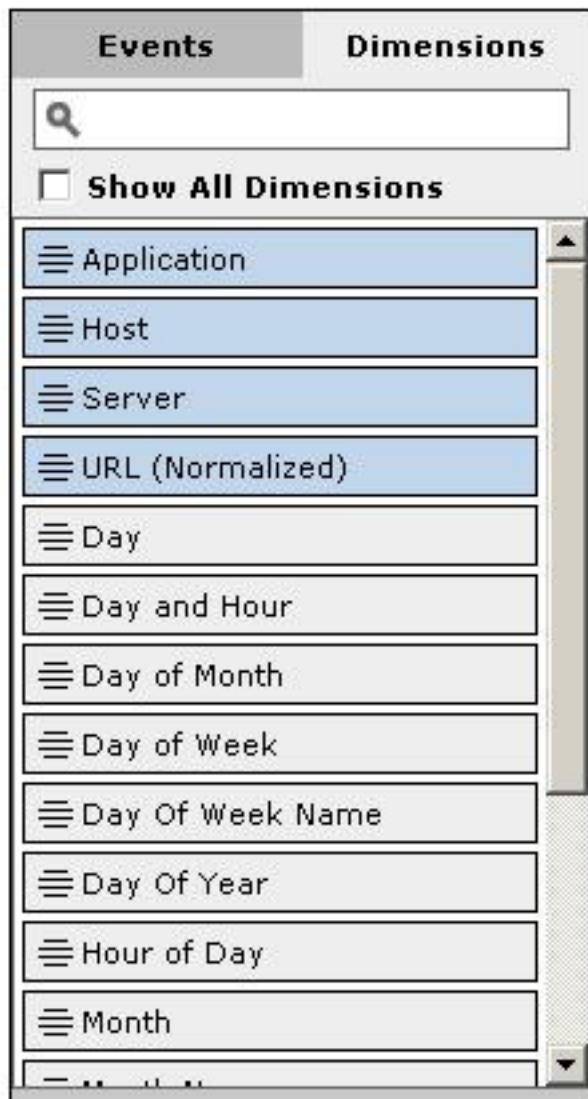 Events
Dimensions
Show All Dimensions
Application
Host
Server
URL (Normalized)
Day
Day and Hour
Day of Month
Day of Week
Day Of Week Name
Day Of Year
Hour of Day
Month